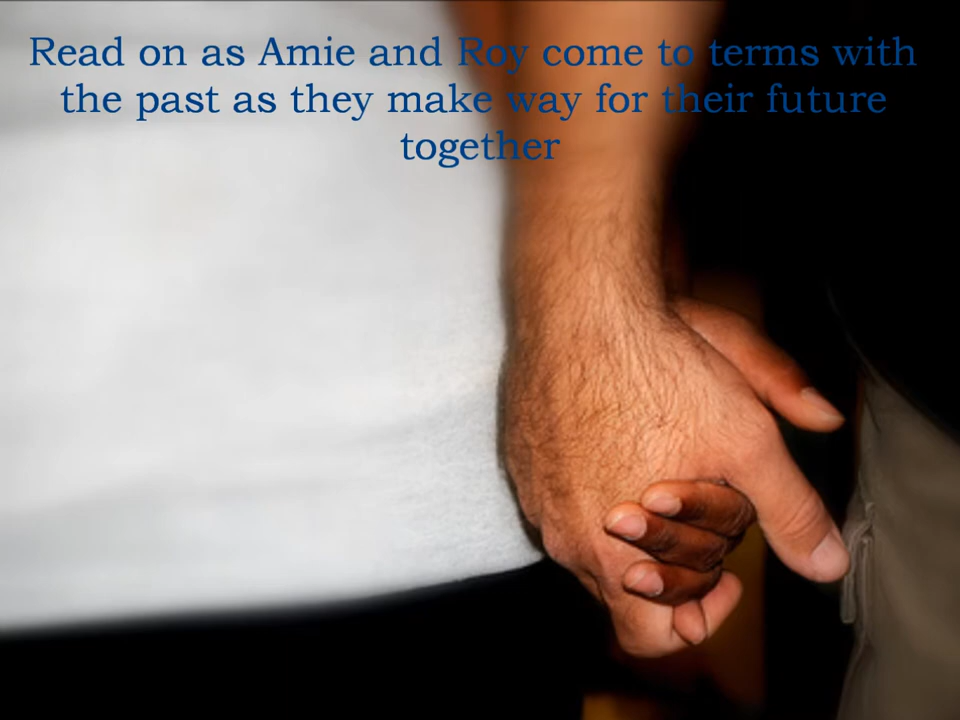 Read on as Amie and Roy come to terms with
the past as they make way for their future
together